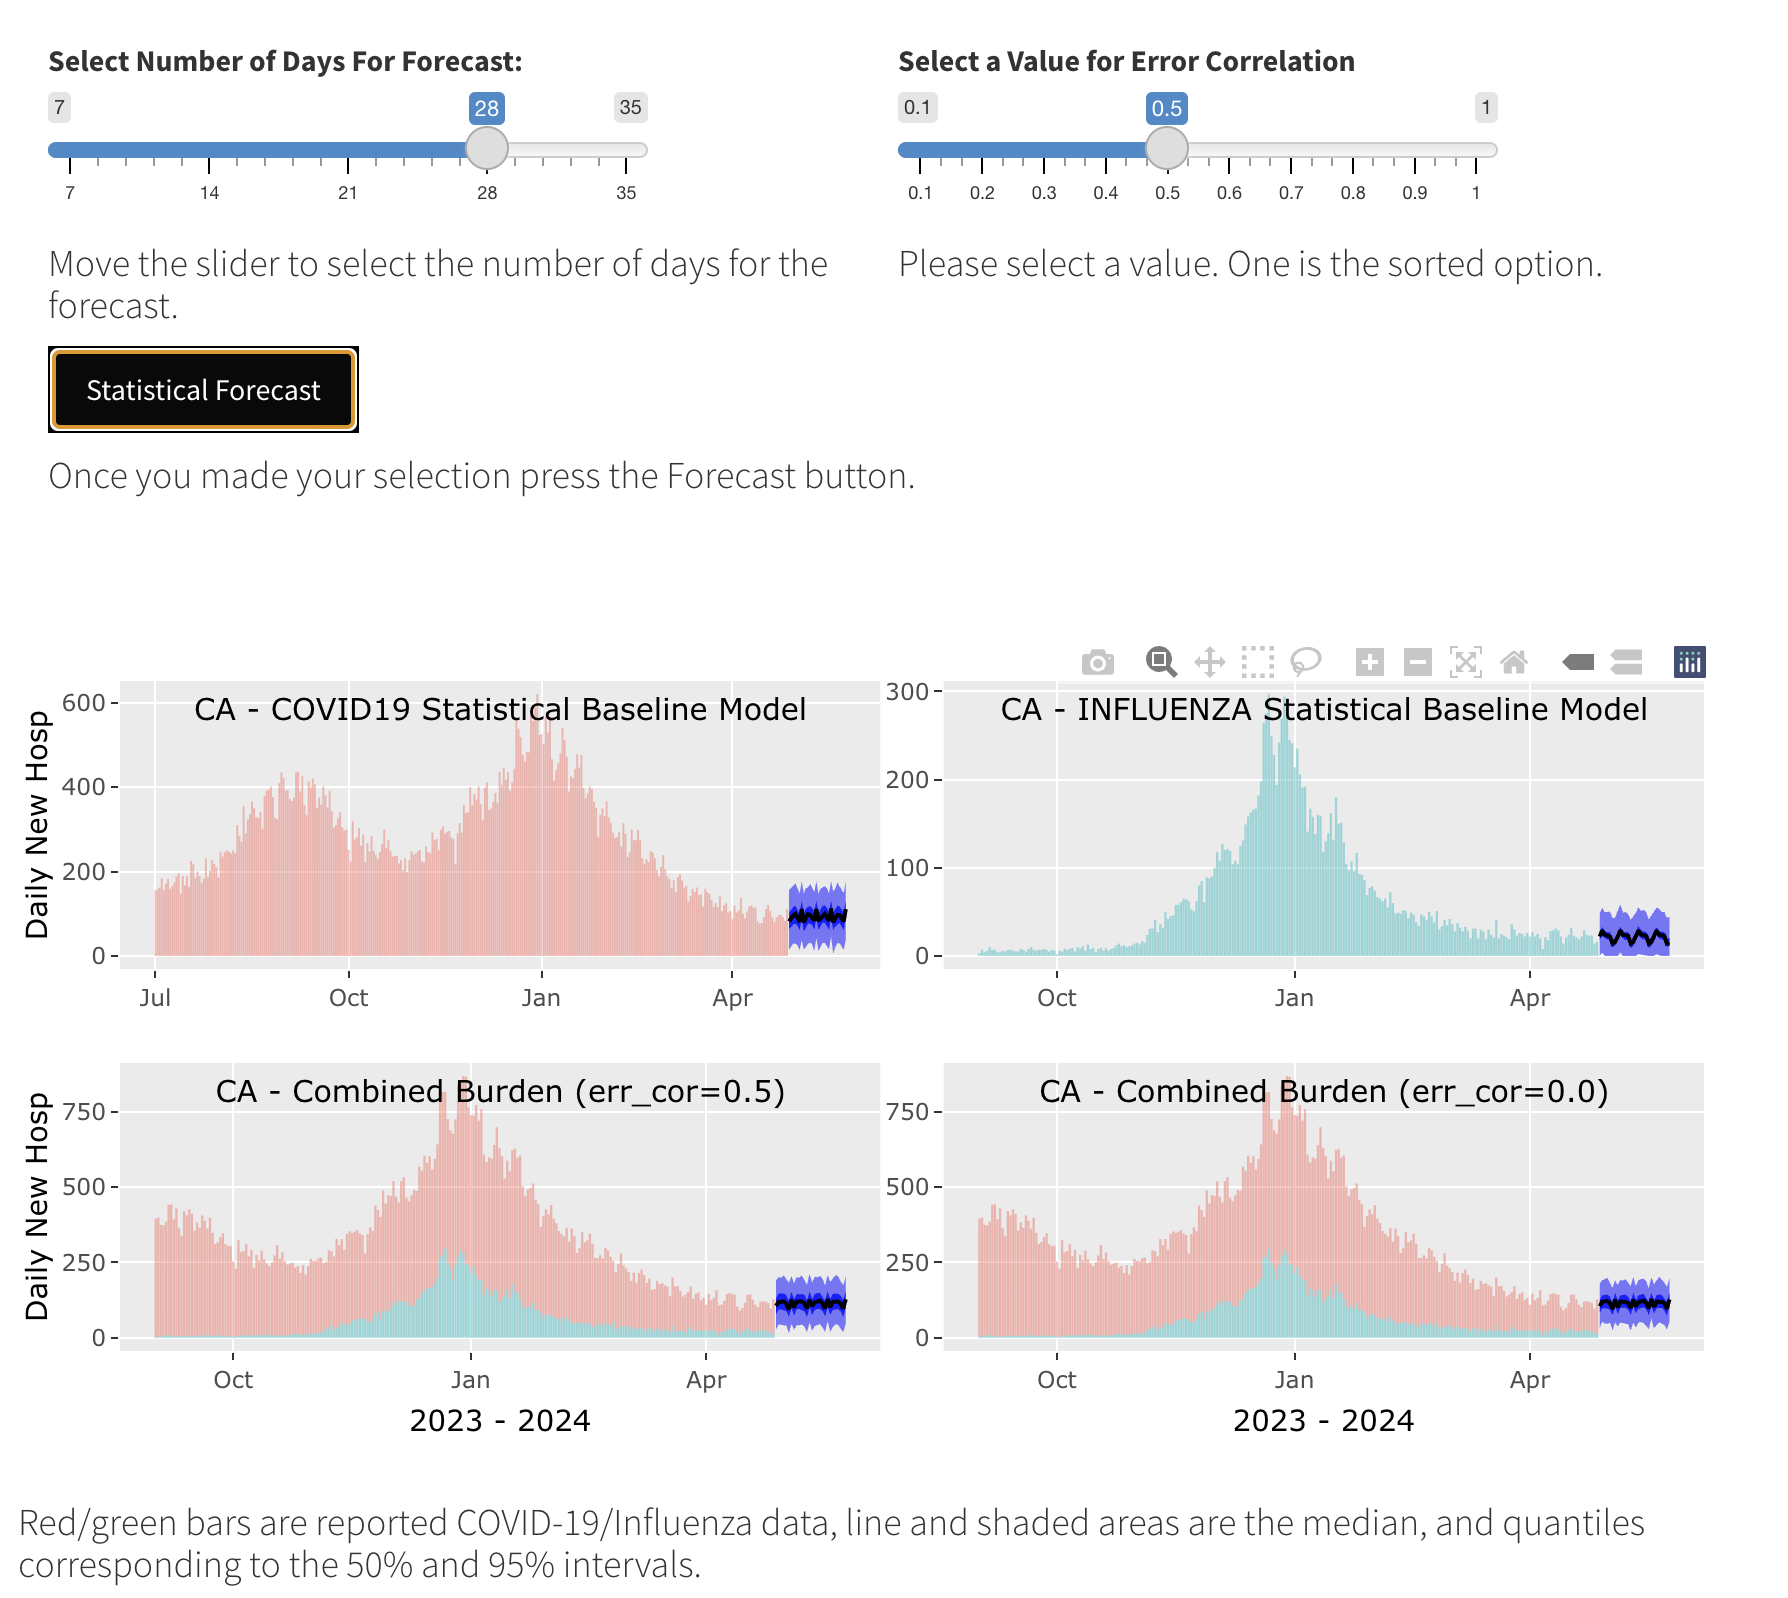 Select Number of Days For Forecast:
7 28 35
7 14 21 28 35
Move the slider to select the number of days for the
forecast.
Select a Value for Error Correlation
0.1 0.5 1
0.1 0.2 0.3 0.4 0.5 0.6 0.7 0.8 0.9 1
Please select a value. One is the sorted option.
Statistical Forecast
Once you made your selection press the Forecast button.
CA - COVID19 Statistical Baseline Model
Daily New Hosp
600
400
200
0
Jul Oct Jan Apr
CA - INFLUENZA Statistical Baseline Model
300
200
100
0
Oct Jan Apr
CA - Combined Burden (err_cor=0.5)
Daily New Hosp
750
500
250
0
Oct Jan Apr
2023 - 2024
CA - Combined Burden (err_cor=0.0)
750
500
250
0
Oct Jan Apr
2023 - 2024
Red/green bars are reported COVID-19/Influenza data, line and shaded areas are the median, and quantiles
corresponding to the 50% and 95% intervals.